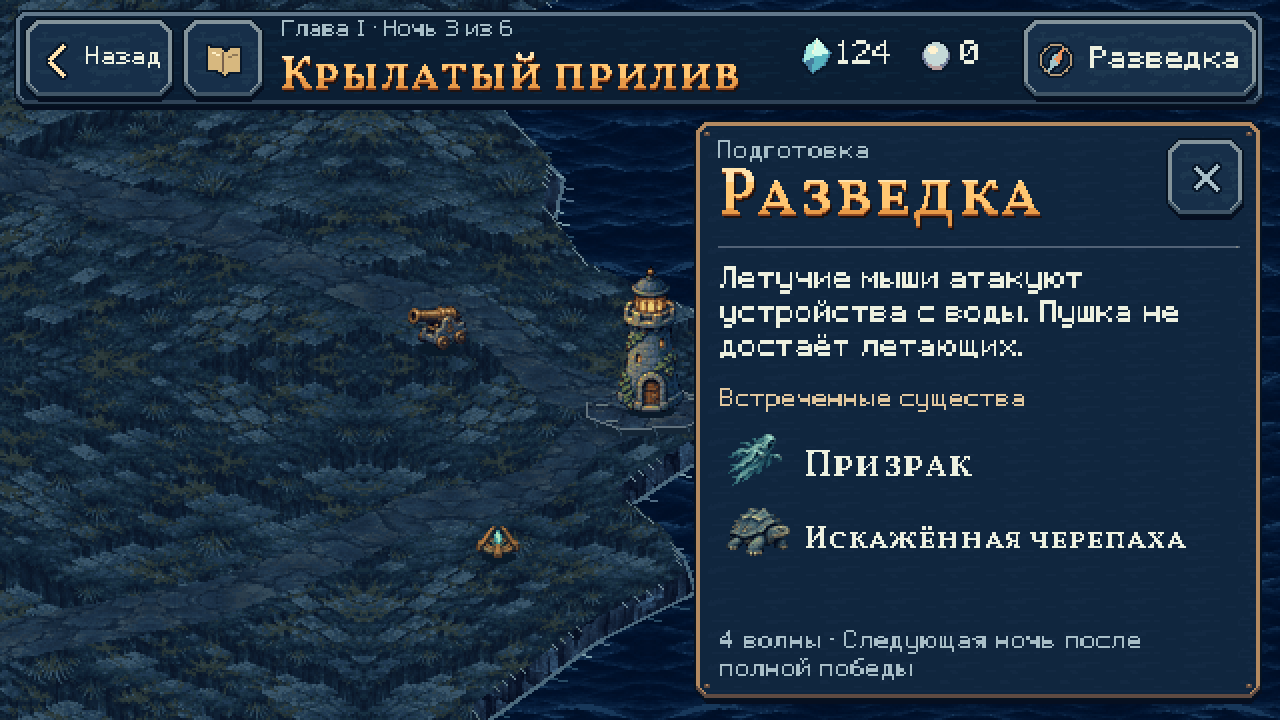 Назад
Глава I · Ночь 3 из 6
Крылатый прилив
124
0
Разведка
Подготовка
Разведка
Летучие мыши атакуют
устройства с воды. Пушка не
достаёт летающих.
Встреченные существа
Призрак
Искажённая черепаха
4 волны · Следующая ночь после
полной победы